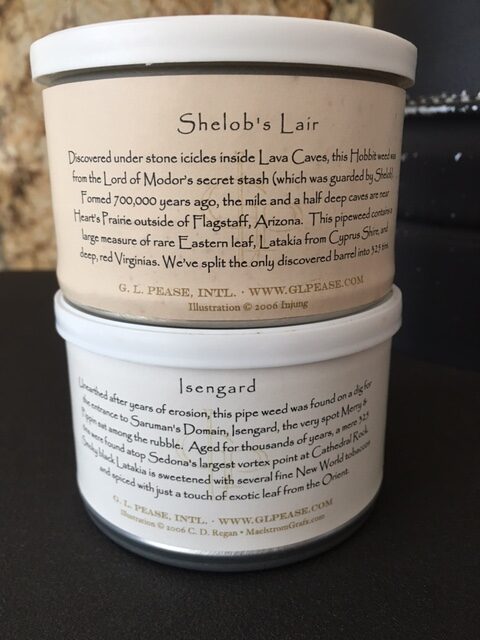 Shelob's Lair
Discovered under stone icicles inside Lava Caves, this Hobbit weed was
from the Lord of Modor's secret stash (which was guarded by Shelob).
Formed 700,000 years ago, the mile and a half deep caves are near
Heart's Prairie outside of Flagstaff, Arizona. This pipeweed contains a
large measure of rare Eastern leaf, Latakia from Cyprus Shire, and
deep, red Virginias. We've split the only discovered barrel into 325 tins.
G. L. PEASE, INTL. · WWW.GLPEASE.COM
Illustration © 2006 Injung
Isengard
Unearthed after years of erosion, this pipe weed was found on a dig for
the entrance to Saruman's Domain, Isengard, the very spot Merry &
Pippin sat among the rubble. Aged for thousands of years, a mere 325
tins were found atop Sedona's largest vortex point at Cathedral Rock.
Smoky black Latakia is sweetened with several fine New World tobaccos
and spiced with just a touch of exotic leaf from the Orient.
G. L. PEASE, INTL. · WWW.GLPEASE.COM
Illustration © 2006 C. D. Regan • MaelstromGrafx.com